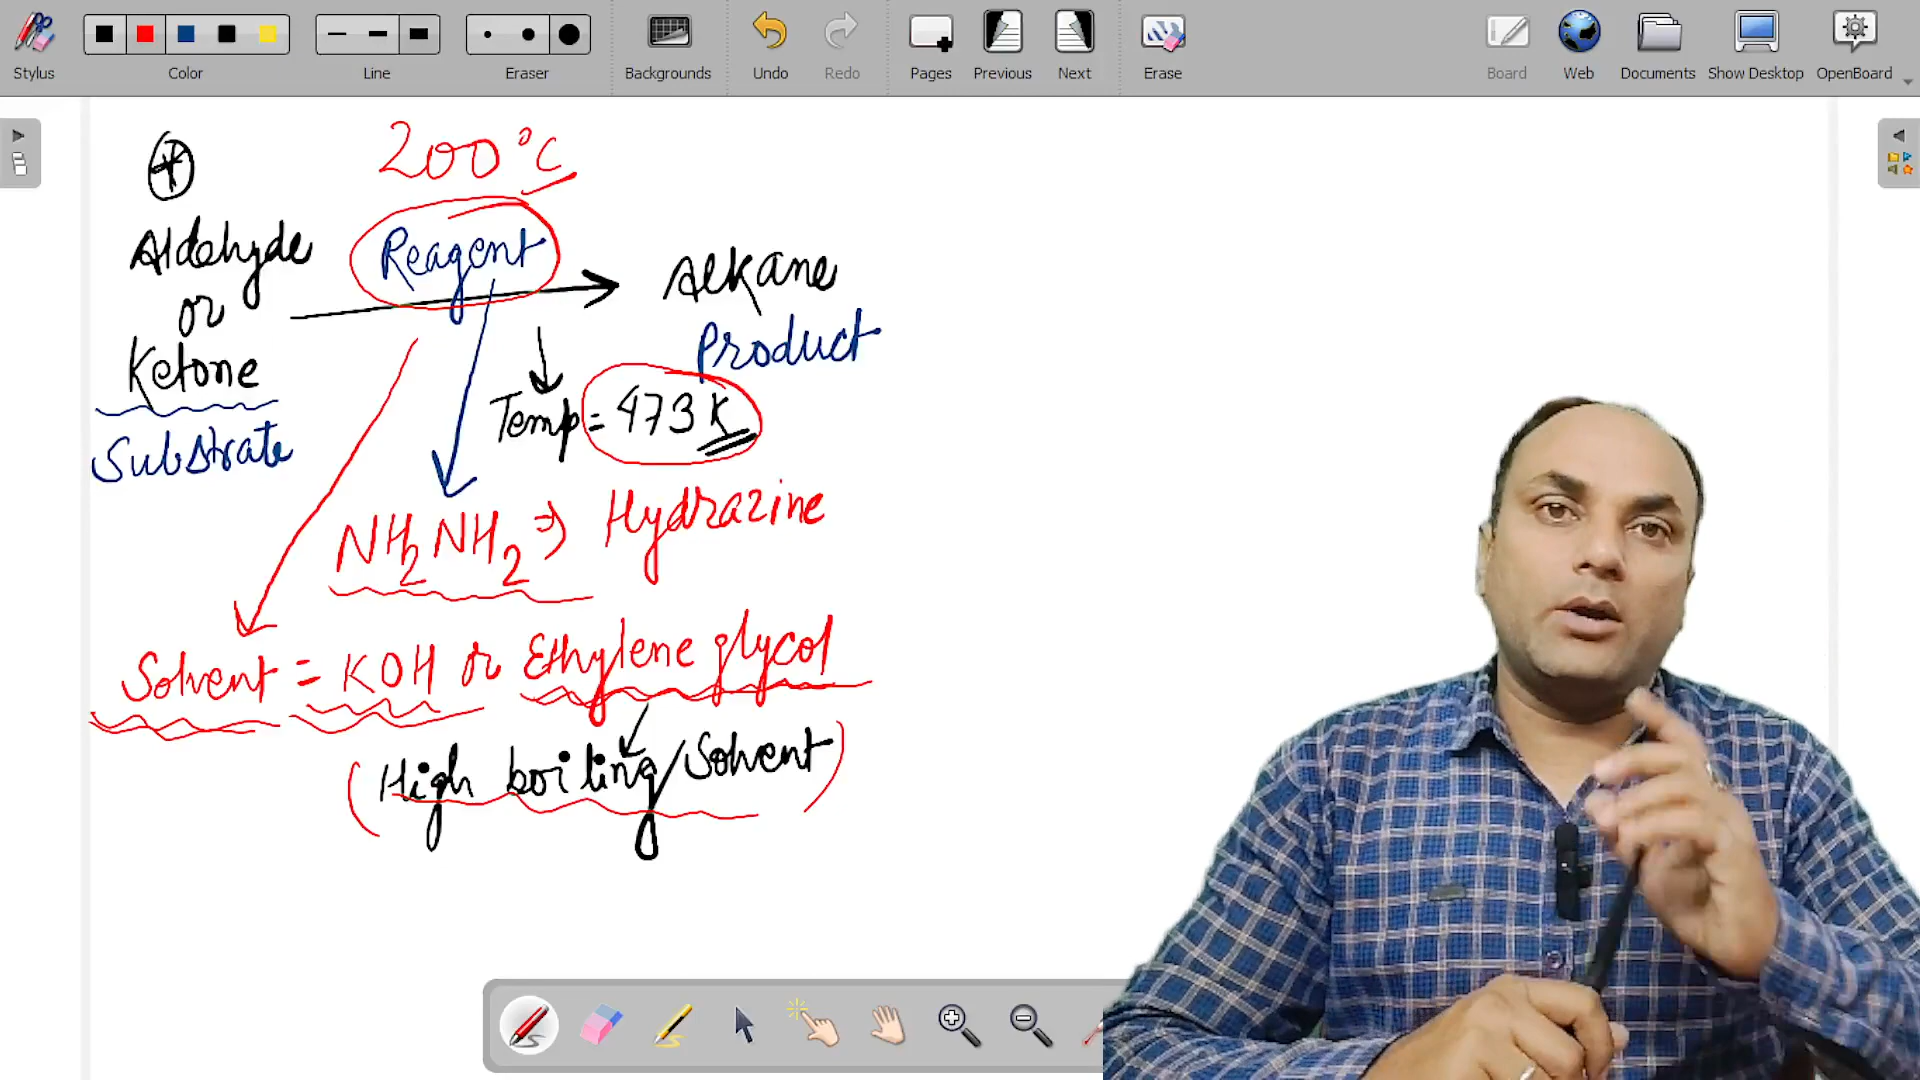 Stylus
Color
Line
Eraser
Backgrounds
Undo
Redo
Pages
Previous
Next
Erase
Board
Web
Documents
Show Desktop
OpenBoard
200°C
Aldehyde
or
Ketone
Substrate
Reagent
Alkane
Product
Temp = 473 K
NH2NH2 ⇒ Hydrazine
Solvent = KOH or Ethylene glycol
(High boiling Solvent)